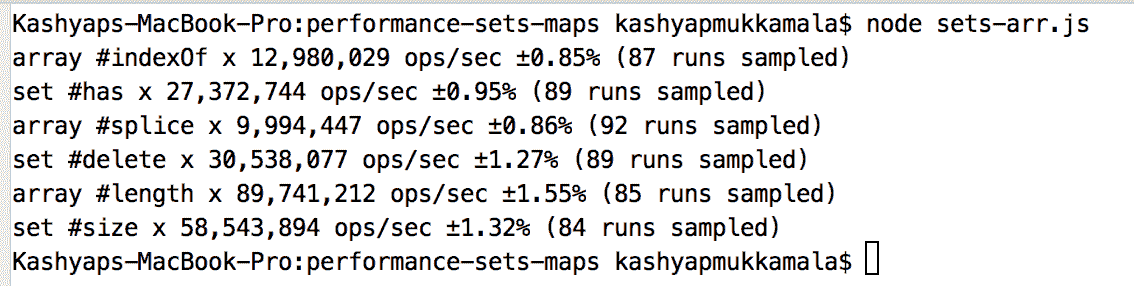 Kashyaps-MacBook-Pro:performance-sets-maps kashyapmukkamala$ node sets-arr.js
array #indexOf x 12,980,029 ops/sec ±0.85% (87 runs sampled)
set #has x 27,372,744 ops/sec ±0.95% (89 runs sampled)
array #splice x 9,994,447 ops/sec ±0.86% (92 runs sampled)
set #delete x 30,538,077 ops/sec ±1.27% (89 runs sampled)
array #length x 89,741,212 ops/sec ±1.55% (85 runs sampled)
set #size x 58,543,894 ops/sec ±1.32% (84 runs sampled)
Kashyaps-MacBook-Pro:performance-sets-maps kashyapmukkamala$